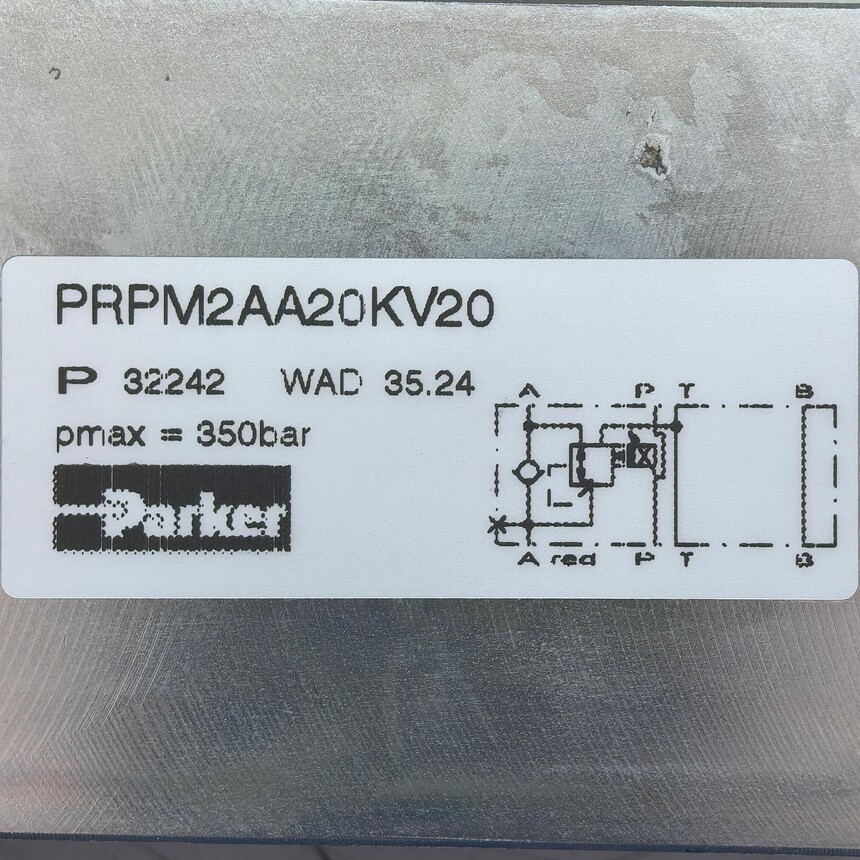 PRPM2AA20KV20
P 32242 WAD 35.24
pmax = 350bar
Parker
A P T B
A red P T B